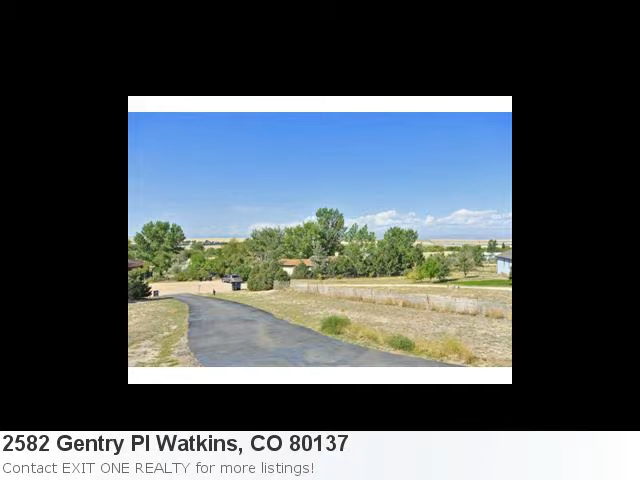 2582 Gentry Pl Watkins, CO 80137
Contact EXIT ONE REALTY for more listings!